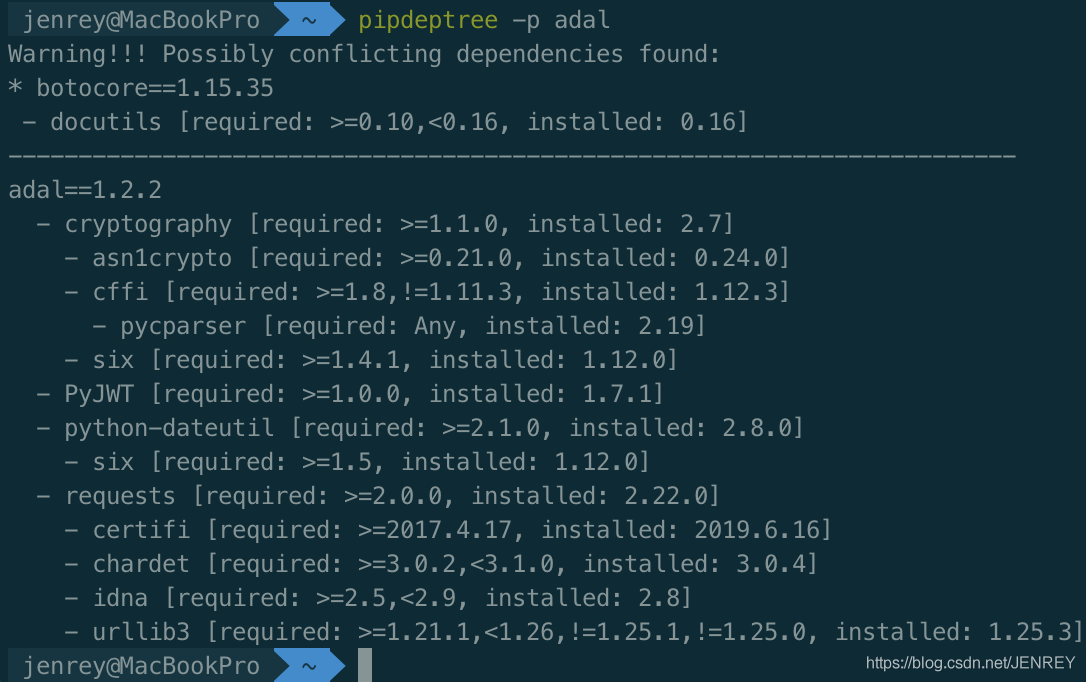 jenrey@MacBookPro ~ pipdeptree -p adal
Warning!!! Possibly conflicting dependencies found:
* botocore==1.15.35
 - docutils [required: >=0.10,<0.16, installed: 0.16]
------------------------------------------------------------------------
adal==1.2.2
  - cryptography [required: >=1.1.0, installed: 2.7]
    - asn1crypto [required: >=0.21.0, installed: 0.24.0]
    - cffi [required: >=1.8,!=1.11.3, installed: 1.12.3]
      - pycparser [required: Any, installed: 2.19]
    - six [required: >=1.4.1, installed: 1.12.0]
  - PyJWT [required: >=1.0.0, installed: 1.7.1]
  - python-dateutil [required: >=2.1.0, installed: 2.8.0]
    - six [required: >=1.5, installed: 1.12.0]
  - requests [required: >=2.0.0, installed: 2.22.0]
    - certifi [required: >=2017.4.17, installed: 2019.6.16]
    - chardet [required: >=3.0.2,<3.1.0, installed: 3.0.4]
    - idna [required: >=2.5,<2.9, installed: 2.8]
    - urllib3 [required: >=1.21.1,<1.26,!=1.25.1,!=1.25.0, installed: 1.25.3]
jenrey@MacBookPro ~
https://blog.csdn.net/JENREY